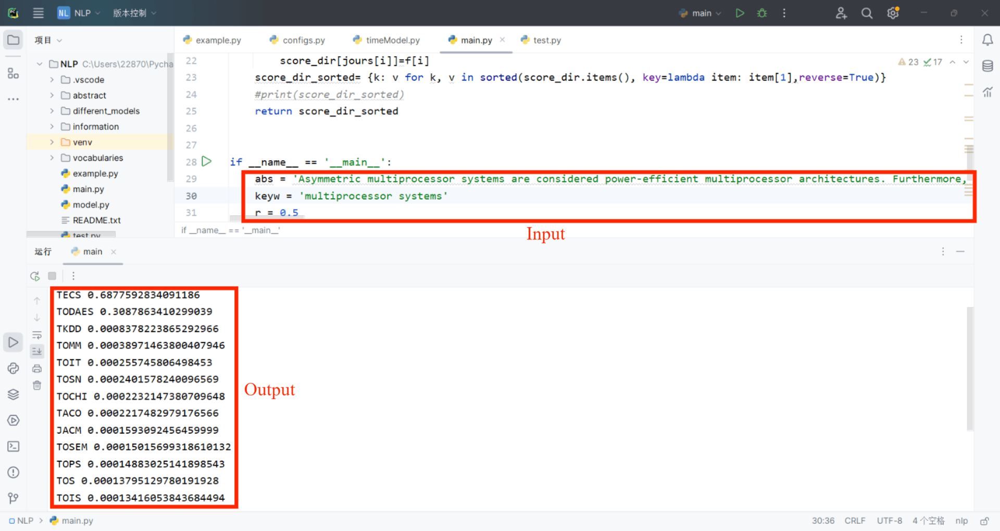 NL NLP 版本控制 main
项目
example.py configs.py timeModel.py main.py test.py
NLP C:\Users\22870\Pycha
.vscode
abstract
different_models
information
venv
vocabularies
example.py
main.py
model.py
README.txt
test.py
23 17
22 score_dir[jours[i]]=f[i]
23 score_dir_sorted= {k: v for k, v in sorted(score_dir.items(), key=lambda item: item[1],reverse=True)}
24 #print(score_dir_sorted)
25 return score_dir_sorted
26
27
28 if __name__ == '__main__':
29 abs = 'Asymmetric multiprocessor systems are considered power-efficient multiprocessor architectures. Furthermore,
30 keyw = 'multiprocessor systems'
31 r = 0.5
if __name__ == '__main__'
Input
运行 main
TECS 0.6877592834091186
TODAES 0.3087863410299039
TKDD 0.0008378223865292966
TOMM 0.00038971463800407946
TOIT 0.000255745806498453
TOSN 0.0002401578240096569
TOCHI 0.00022321473807096​48
TACO 0.0002217482979176566
JACM 0.0001593092456459999
TOSEM 0.00015015699318610132
TOPS 0.00014883025141898543
TOS 0.00013795129780191928
TOIS 0.00013416053843684494
Output
NLP > main.py
30:36 CRLF UTF-8 4 个空格 nlp